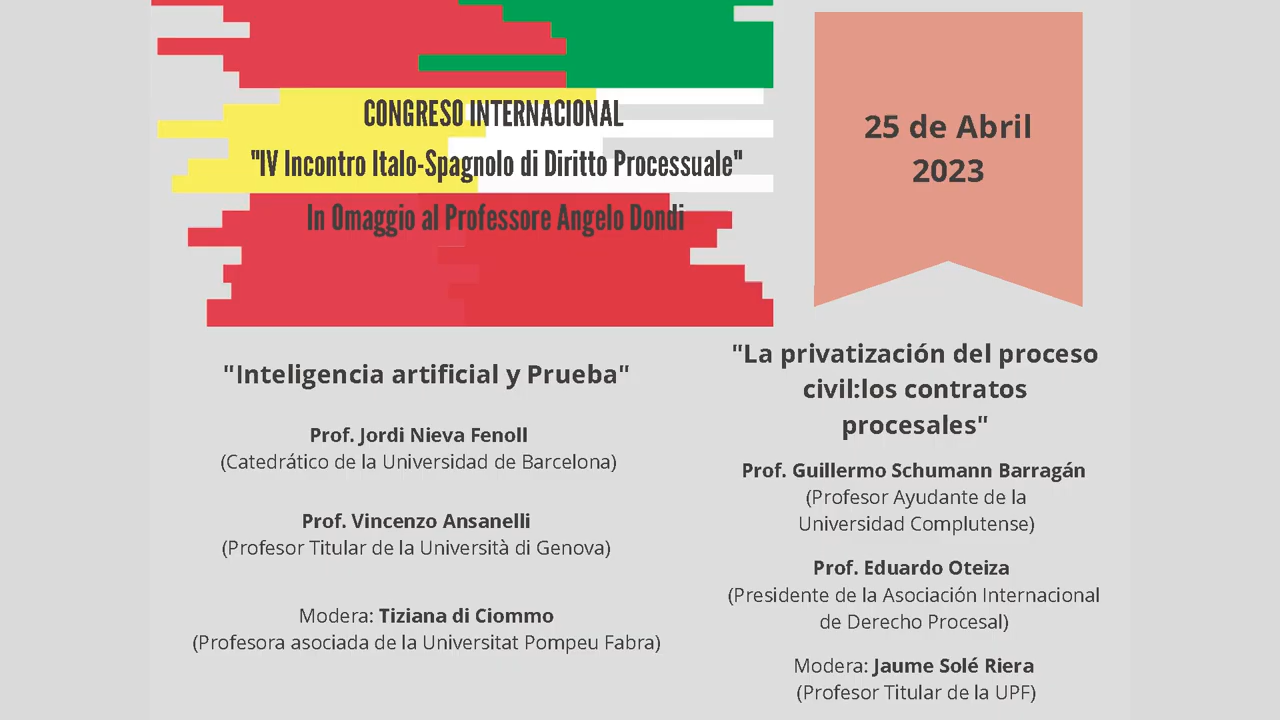 CONGRESO INTERNACIONAL
"IV Incontro Italo-Spagnolo di Diritto Processuale"
In Omaggio al Professore Angelo Dondi
25 de Abril
2023
"Inteligencia artificial y Prueba"
Prof. Jordi Nieva Fenoll
(Catedrático de la Universidad de Barcelona)
Prof. Vincenzo Ansanelli
(Profesor Titular de la Università di Genova)
Modera: Tiziana di Ciommo
(Profesora asociada de la Universitat Pompeu Fabra)
"La privatización del proceso
civil:los contratos
procesales"
Prof. Guillermo Schumann Barragán
(Profesor Ayudante de la
Universidad Complutense)
Prof. Eduardo Oteiza
(Presidente de la Asociación Internacional
de Derecho Procesal)
Modera: Jaume Solé Riera
(Profesor Titular de la UPF)